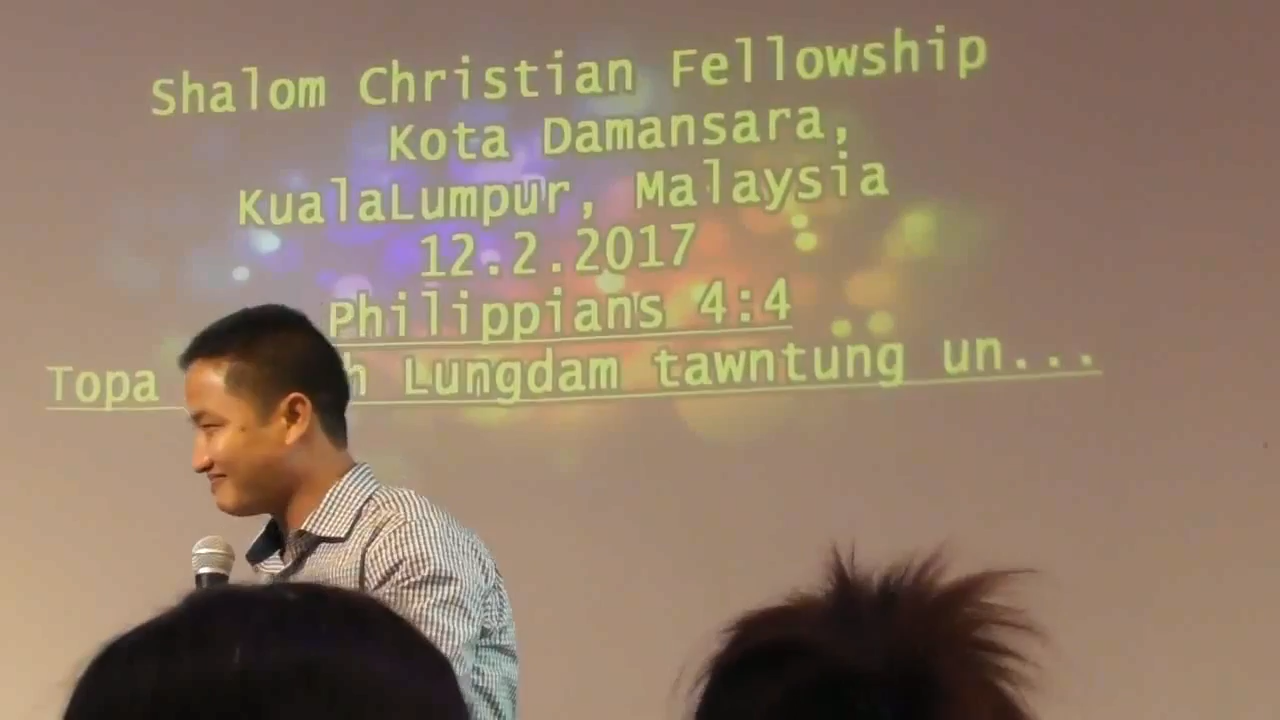 Shalom Christian Fellowship
Kota Damansara,
KualaLumpur, Malaysia
12.2.2017
Philippians 4:4
Topa Lungdam tawntung un...